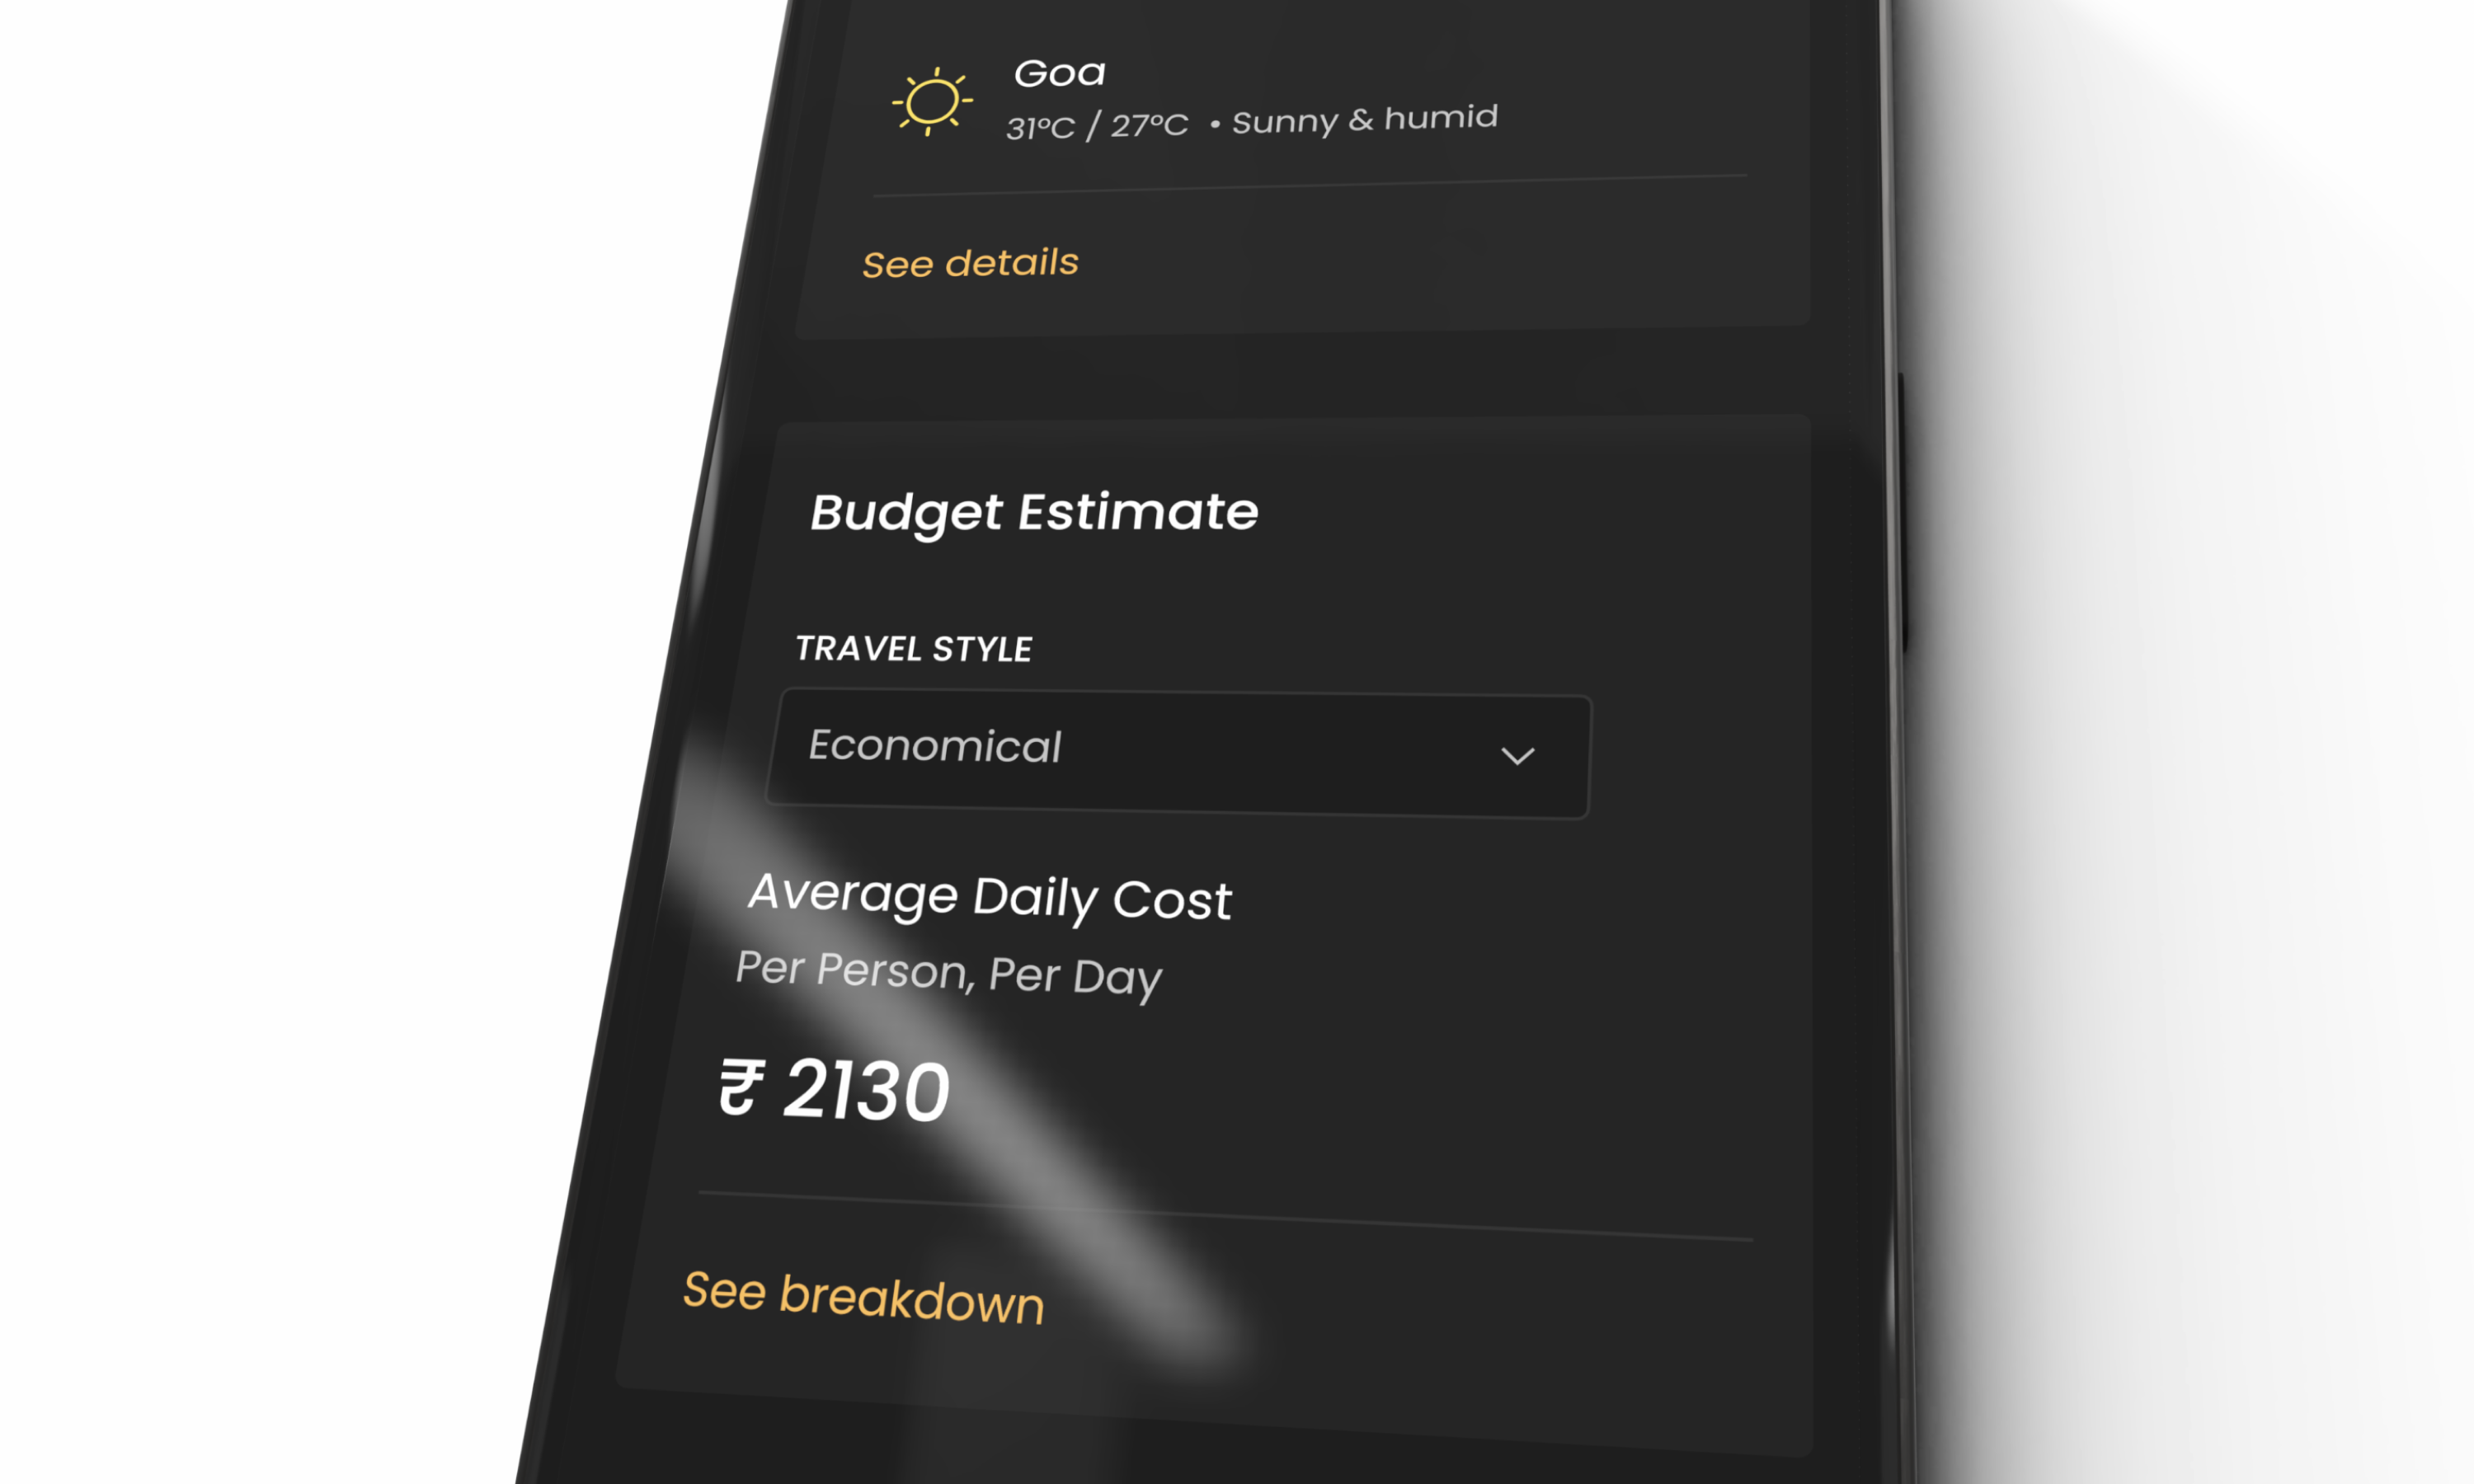 Goa
31°C / 27°C • Sunny & humid
See details
Budget Estimate
TRAVEL STYLE
Economical
Average Daily Cost
Per Person, Per Day
₹ 2130
See breakdown